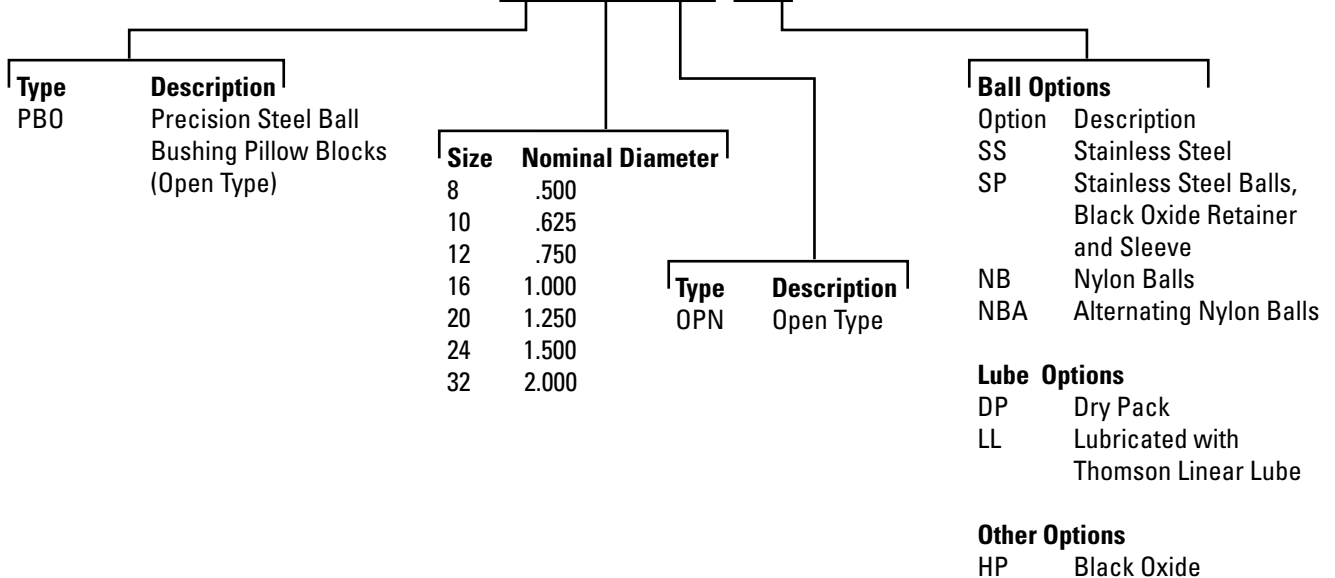 Type Description
PBO Precision Steel Ball
Bushing Pillow Blocks
(Open Type)
Size Nominal Diameter
8 .500
10 .625
12 .750
16 1.000
20 1.250
24 1.500
32 2.000
Type Description
OPN Open Type
Ball Options
Option Description
SS Stainless Steel
SP Stainless Steel Balls,
Black Oxide Retainer
and Sleeve
NB Nylon Balls
NBA Alternating Nylon Balls
Lube Options
DP Dry Pack
LL Lubricated with
Thomson Linear Lube
Other Options
HP Black Oxide